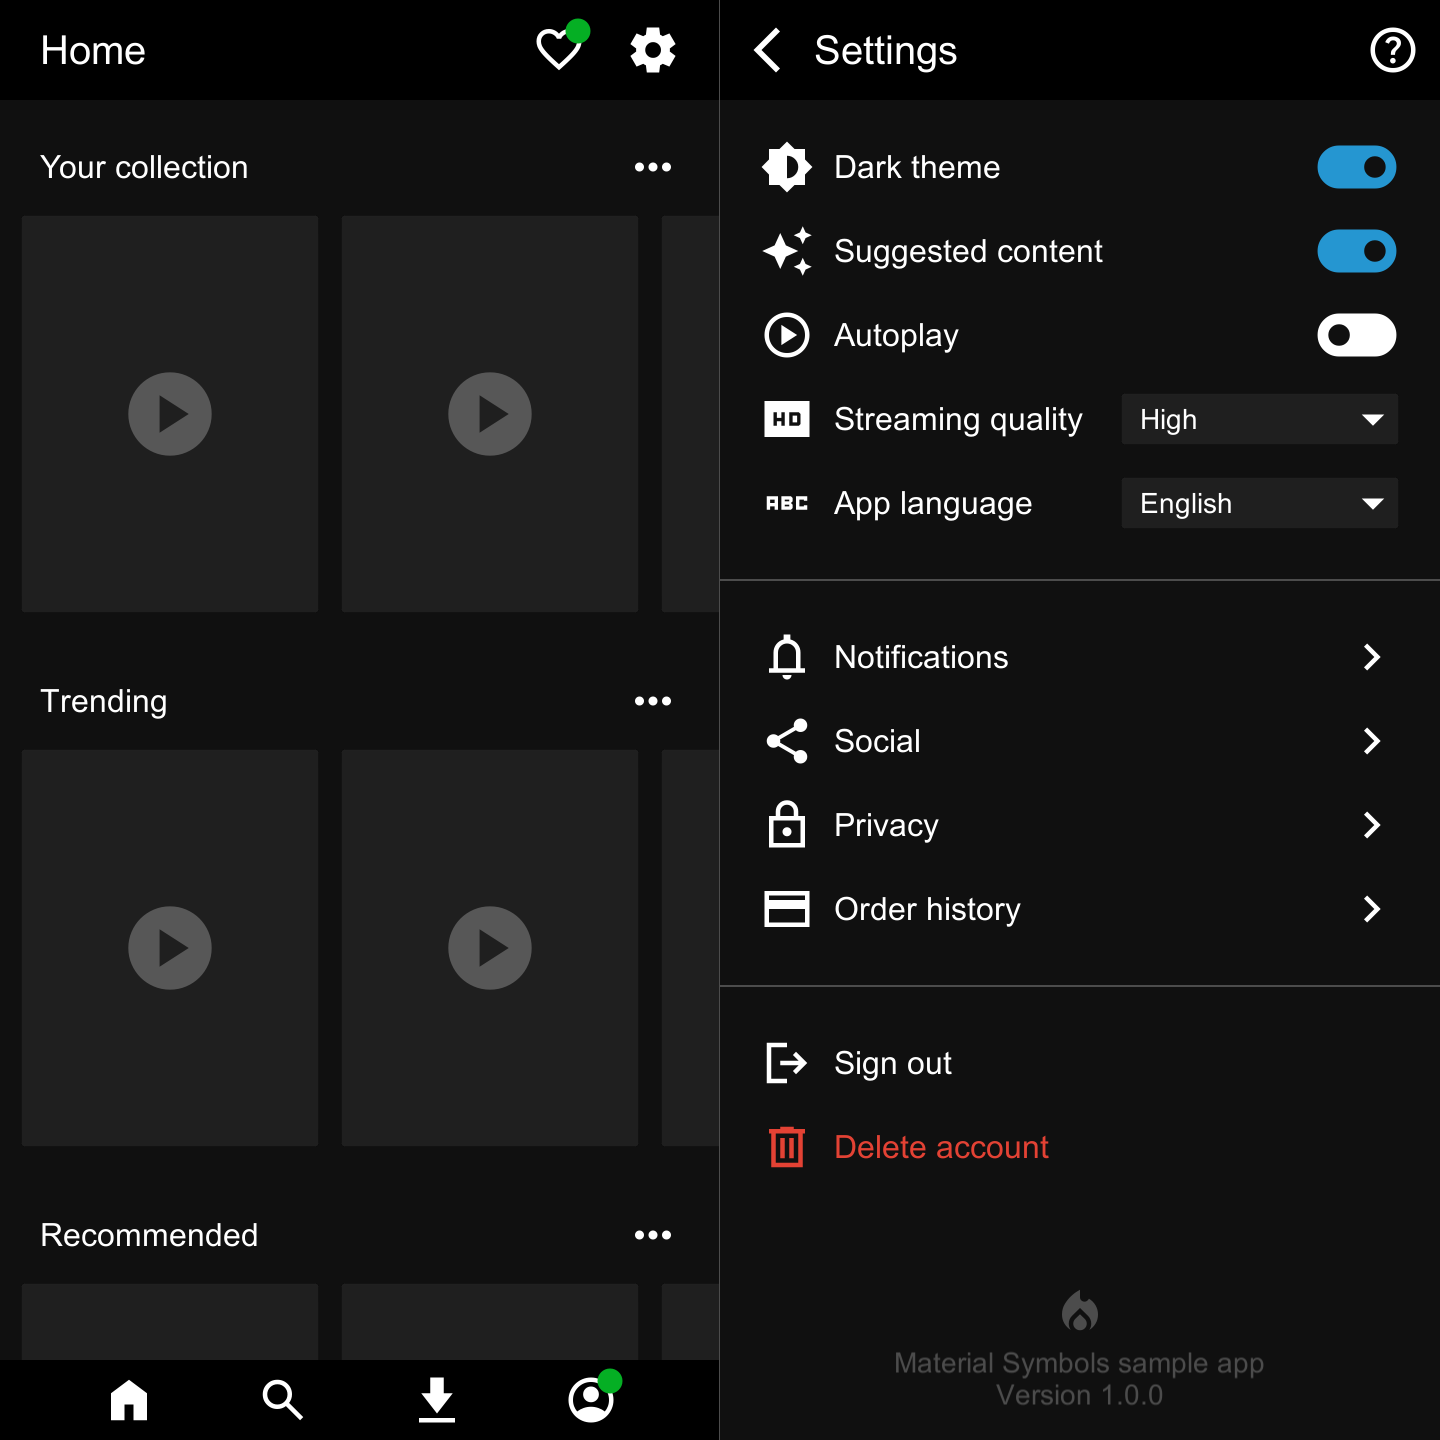 Home
Your collection
Trending
Recommended
Settings
Dark theme
Suggested content
Autoplay
HD Streaming quality High
ABC App language English
Notifications
Social
Privacy
Order history
Sign out
Delete account
Material Symbols sample app
Version 1.0.0